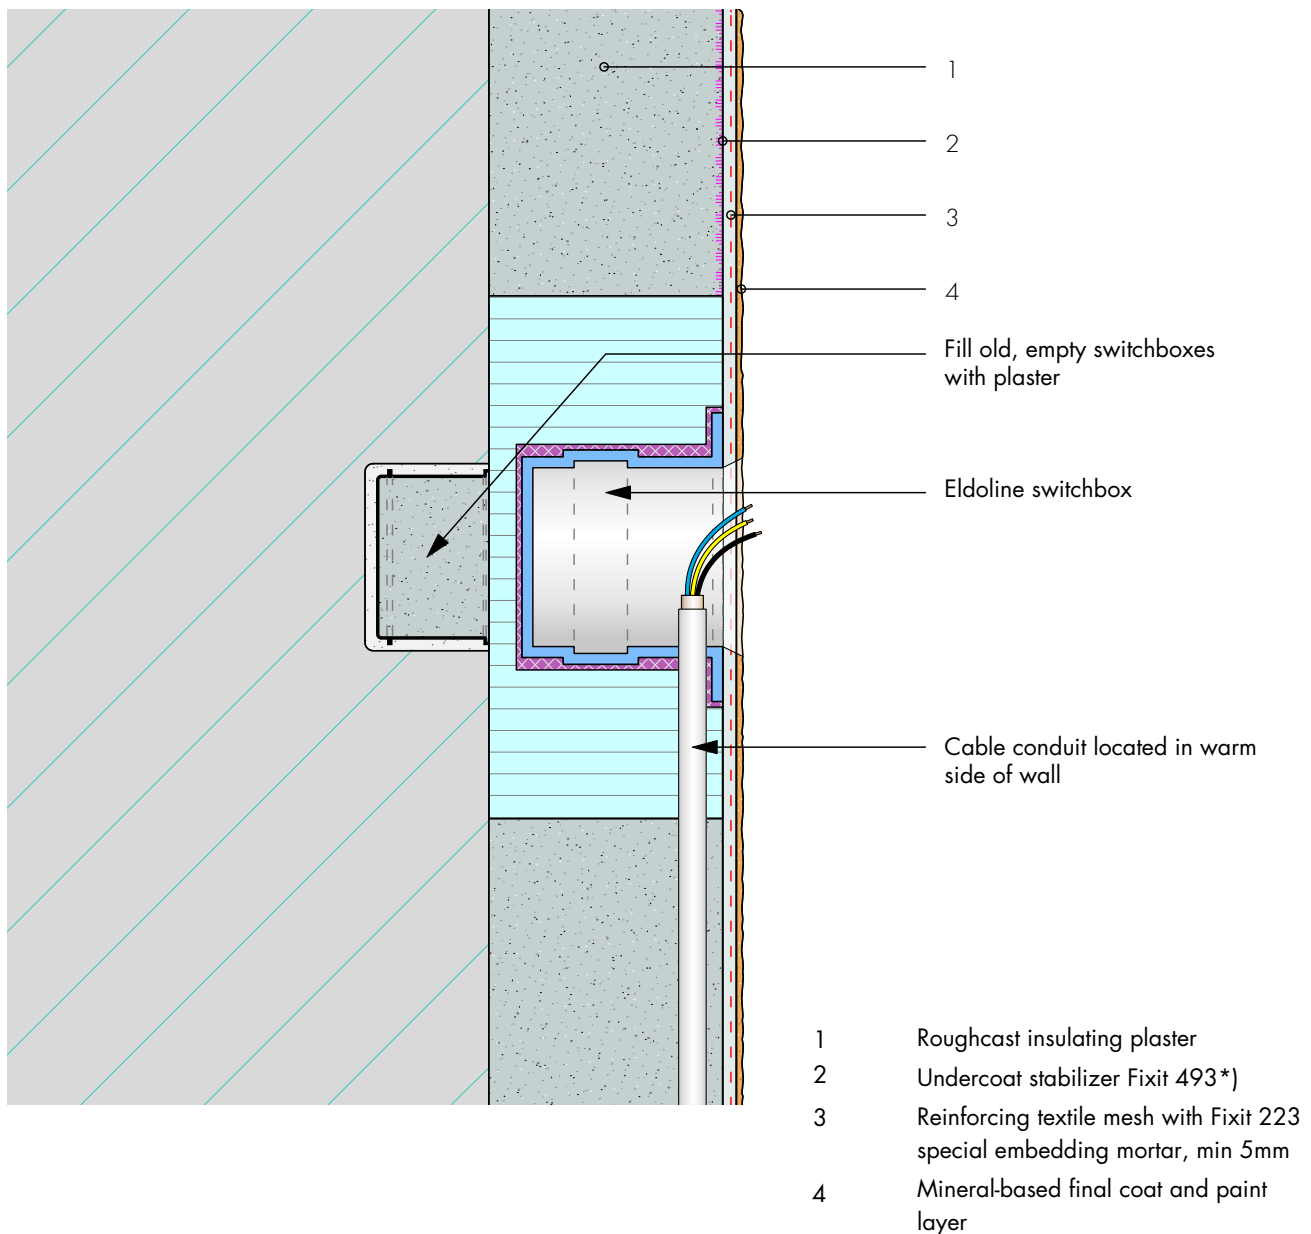 1
2
3
4
Fill old, empty switchboxes
with plaster
Eldoline switchbox
Cable conduit located in warm
side of wall
1 Roughcast insulating plaster
2 Undercoat stabilizer Fixit 493*)
3 Reinforcing textile mesh with Fixit 223
special embedding mortar, min 5mm
4 Mineral-based final coat and paint
layer